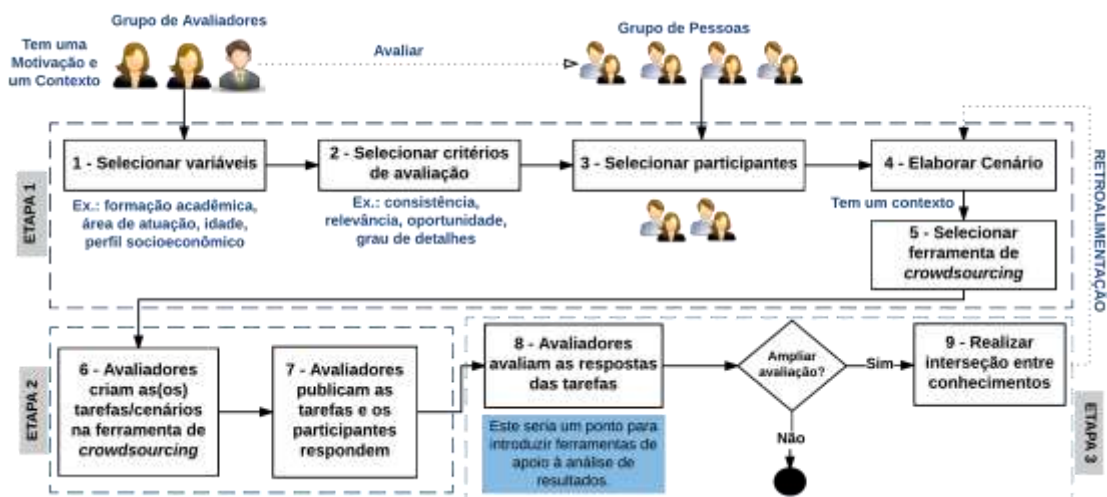 Grupo de Avaliadores
Tem uma
Motivação e
um Contexto
Avaliar
Grupo de Pessoas
ETAPA 1
1 - Selecionar variáveis
Ex.: formação acadêmica,
área de atuação, idade,
perfil socioeconômico
2 - Selecionar critérios
de avaliação
Ex.: consistência,
relevância, oportunidade,
grau de detalhes
3 - Selecionar participantes
4 - Elaborar Cenário
Tem um contexto
5 - Selecionar
ferramenta de
crowdsourcing
RETROALIMENTAÇÃO
ETAPA 2
6 - Avaliadores
criam as(os)
tarefas/cenários
na ferramenta de
crowdsourcing
7 - Avaliadores
publicam as
tarefas e os
participantes
respondem
8 - Avaliadores
avaliam as respostas
das tarefas
Este seria um ponto para
introduzir ferramentas de
apoio à análise de
resultados.
Ampliar
avaliação?
Sim
Não
9 - Realizar
interseção entre
conhecimentos
ETAPA 3